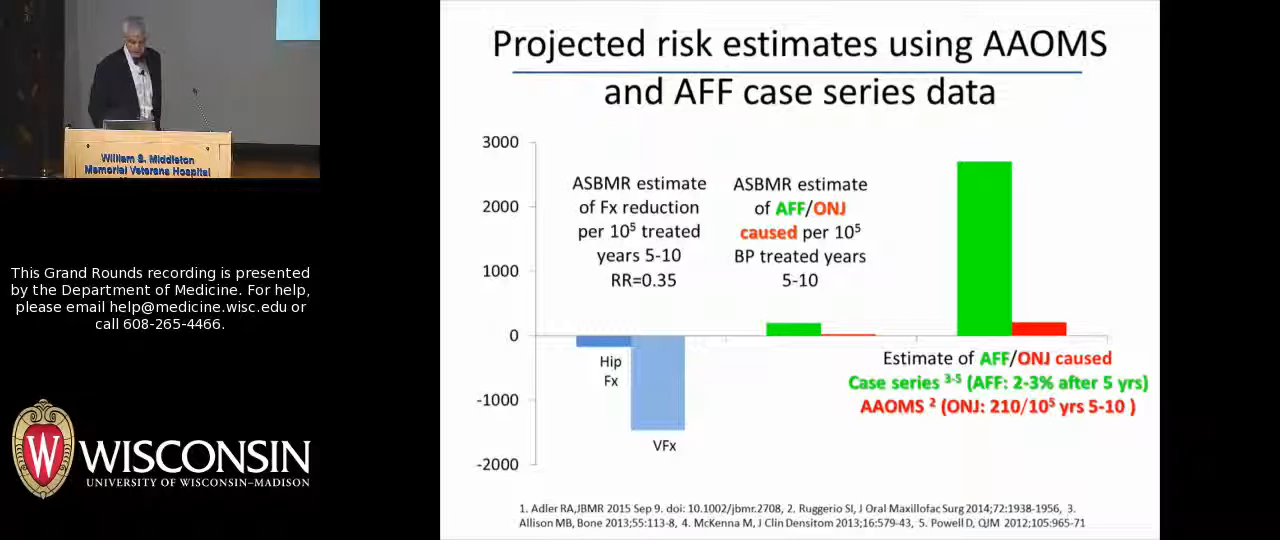 William S. Middleton
Memorial Veterans Hospital
This Grand Rounds recording is presented
by the Department of Medicine. For help,
please email help@medicine.wisc.edu or
call 608-265-4466.
W
WISCONSIN
UNIVERSITY OF WISCONSIN–MADISON
Projected risk estimates using AAOMS
and AFF case series data
3000
2000
1000
0
-1000
-2000
ASBMR estimate
of Fx reduction
per 10⁵ treated
years 5-10
RR=0.35
ASBMR estimate
of AFF/ONJ
caused per 10⁵
BP treated years
5-10
Hip
Fx
VFx
Estimate of AFF/ONJ caused
Case series ³⁻⁵ (AFF: 2-3% after 5 yrs)
AAOMS ² (ONJ: 210/10⁵ yrs 5-10 )
1. Adler RA,JBMR 2015 Sep 9. doi: 10.1002/jbmr.2708, 2. Ruggerio SI, J Oral Maxillofac Surg 2014;72:1938-1956, 3.
Allison MB, Bone 2013;55:113-8, 4. McKenna M, J Clin Densitom 2013;16:579-43, 5. Powell D, QJM 2012;105:965-71